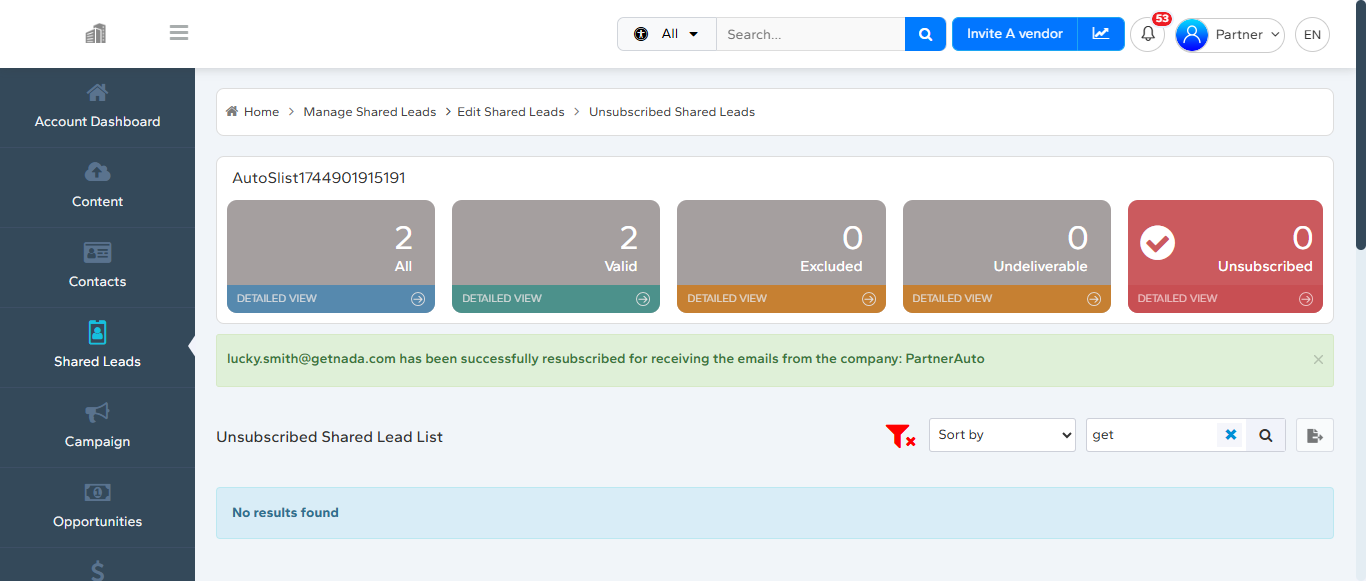 All
Search...
Invite A vendor
53
Partner
EN
Account Dashboard
Content
Contacts
Shared Leads
Campaign
Opportunities
Home > Manage Shared Leads > Edit Shared Leads > Unsubscribed Shared Leads
AutoSlist1744901915191
2
All
DETAILED VIEW
2
Valid
DETAILED VIEW
0
Excluded
DETAILED VIEW
0
Undeliverable
DETAILED VIEW
0
Unsubscribed
DETAILED VIEW
lucky.smith@getnada.com has been successfully resubscribed for receiving the emails from the company: PartnerAuto
×
Unsubscribed Shared Lead List
Sort by
get
No results found